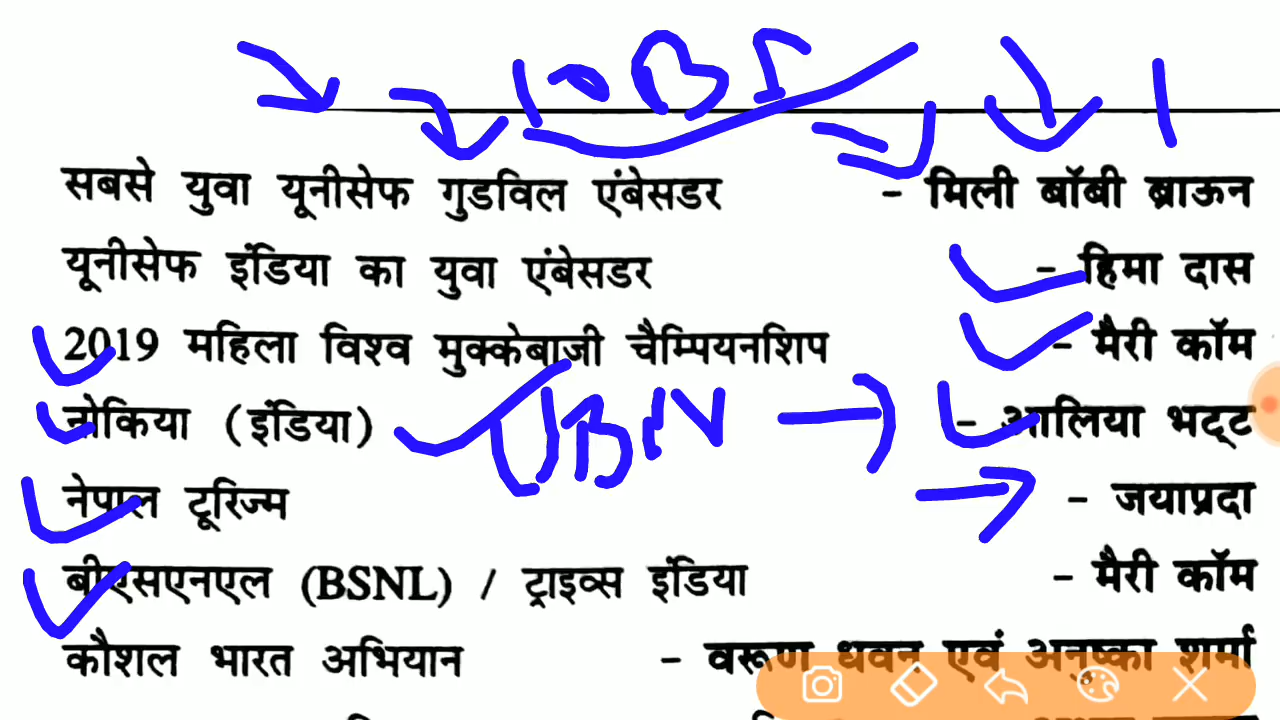 सबसे युवा यूनीसेफ गुडविल एंबेसडर - मिली बॉबी ब्राऊन
यूनीसेफ इंडिया का युवा एंबेसडर - हिमा दास
2019 महिला विश्व मुक्केबाजी चैम्पियनशिप - मैरी कॉम
नोकिया (इंडिया) - आलिया भट्ट
नेपाल टूरिज्म - जयाप्रदा
बीएसएनएल (BSNL) / ट्राइब्स इंडिया - मैरी कॉम
कौशल भारत अभियान - वरूण धवन एवं अनुष्का शर्मा